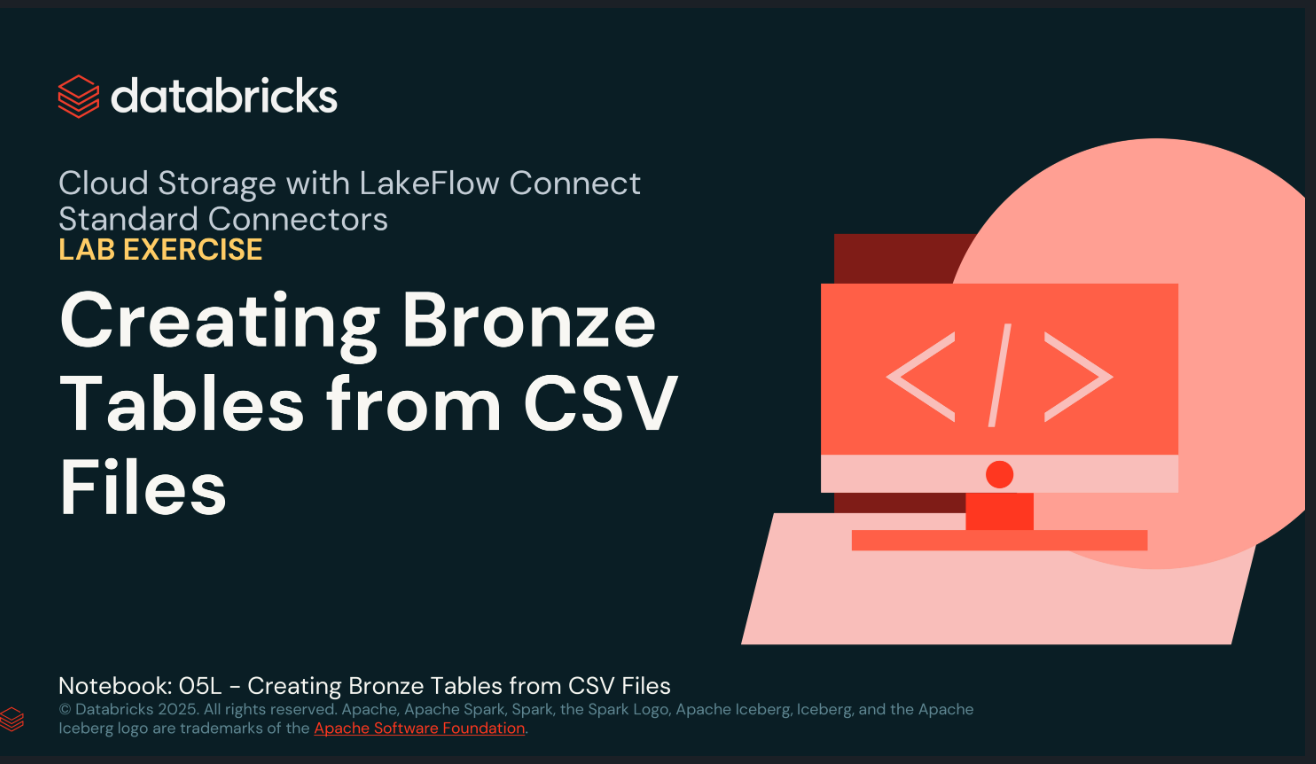 databricks
Cloud Storage with LakeFlow Connect
Standard Connectors
LAB EXERCISE
Creating Bronze
Tables from CSV
Files
</>
Notebook: 05L - Creating Bronze Tables from CSV Files
© Databricks 2025. All rights reserved. Apache, Apache Spark, Spark, the Spark Logo, Apache Iceberg, Iceberg, and the Apache
Iceberg logo are trademarks of the Apache Software Foundation.